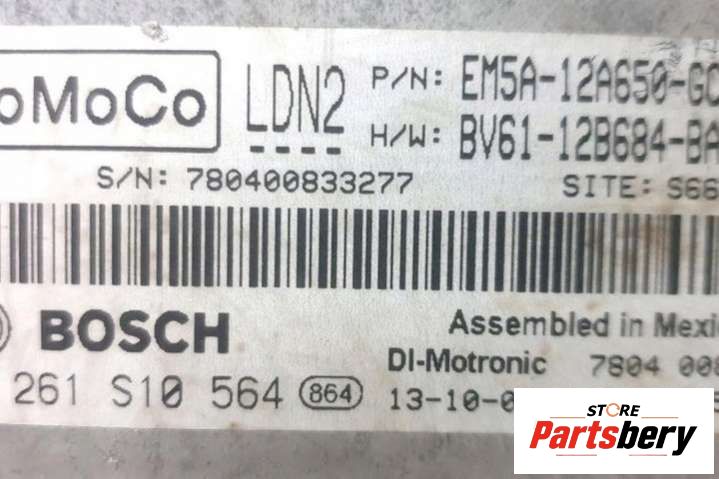 oMoCo LDN2 P/N: EM5A-12A650-GC
H/W: BV61-12B684-BA
S/N: 780400833277 SITE: S66
BOSCH Assembled in Mexi
DI-Motronic 7804 008
261 S10 564 864 13-10-0
STORE
Partsbery